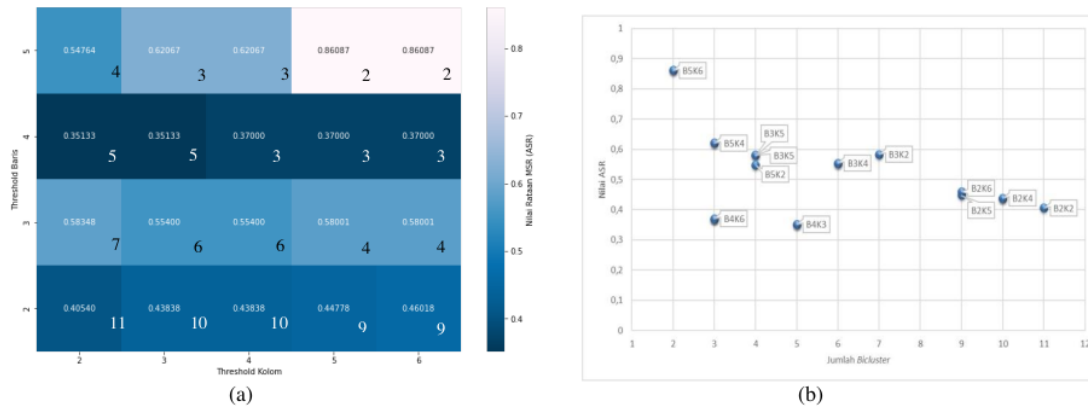 0.54764 0.62067 0.62067 0.86087 0.86087
4 3 3 2 2
0.35133 0.35133 0.37000 0.37000 0.37000
5 5 3 3 3
0.58348 0.55400 0.55400 0.58001 0.58001
7 6 6 4 4
0.40540 0.43838 0.43838 0.44778 0.46018
11 10 10 9 9
5
4
3
2
Threshold Baris
2 3 4 5 6
Threshold Kolom
0.8
0.7
0.6
0.5
0.4
Nilai Rataan MSR (ASR)
(a)
1
0,9
0,8
0,7
0,6
0,5
0,4
0,3
0,2
0,1
0
Nilai ASR
B5K6
B5K4
B3K5
B3K5
B5K2
B3K4
B3K2
B4K6
B4K3
B2K6
B2K5
B2K4
B2K2
1 2 3 4 5 6 7 8 9 10 11 12
Jumlah Bicluster
(b)